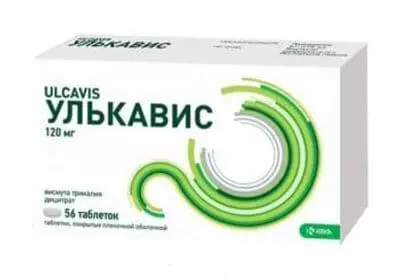 ULCAVIS
УЛЬКАВИС
120 мг
висмута трикалия
дицитрат
56 таблеток
таблетки, покрытые пленочной оболочкой
KRKA